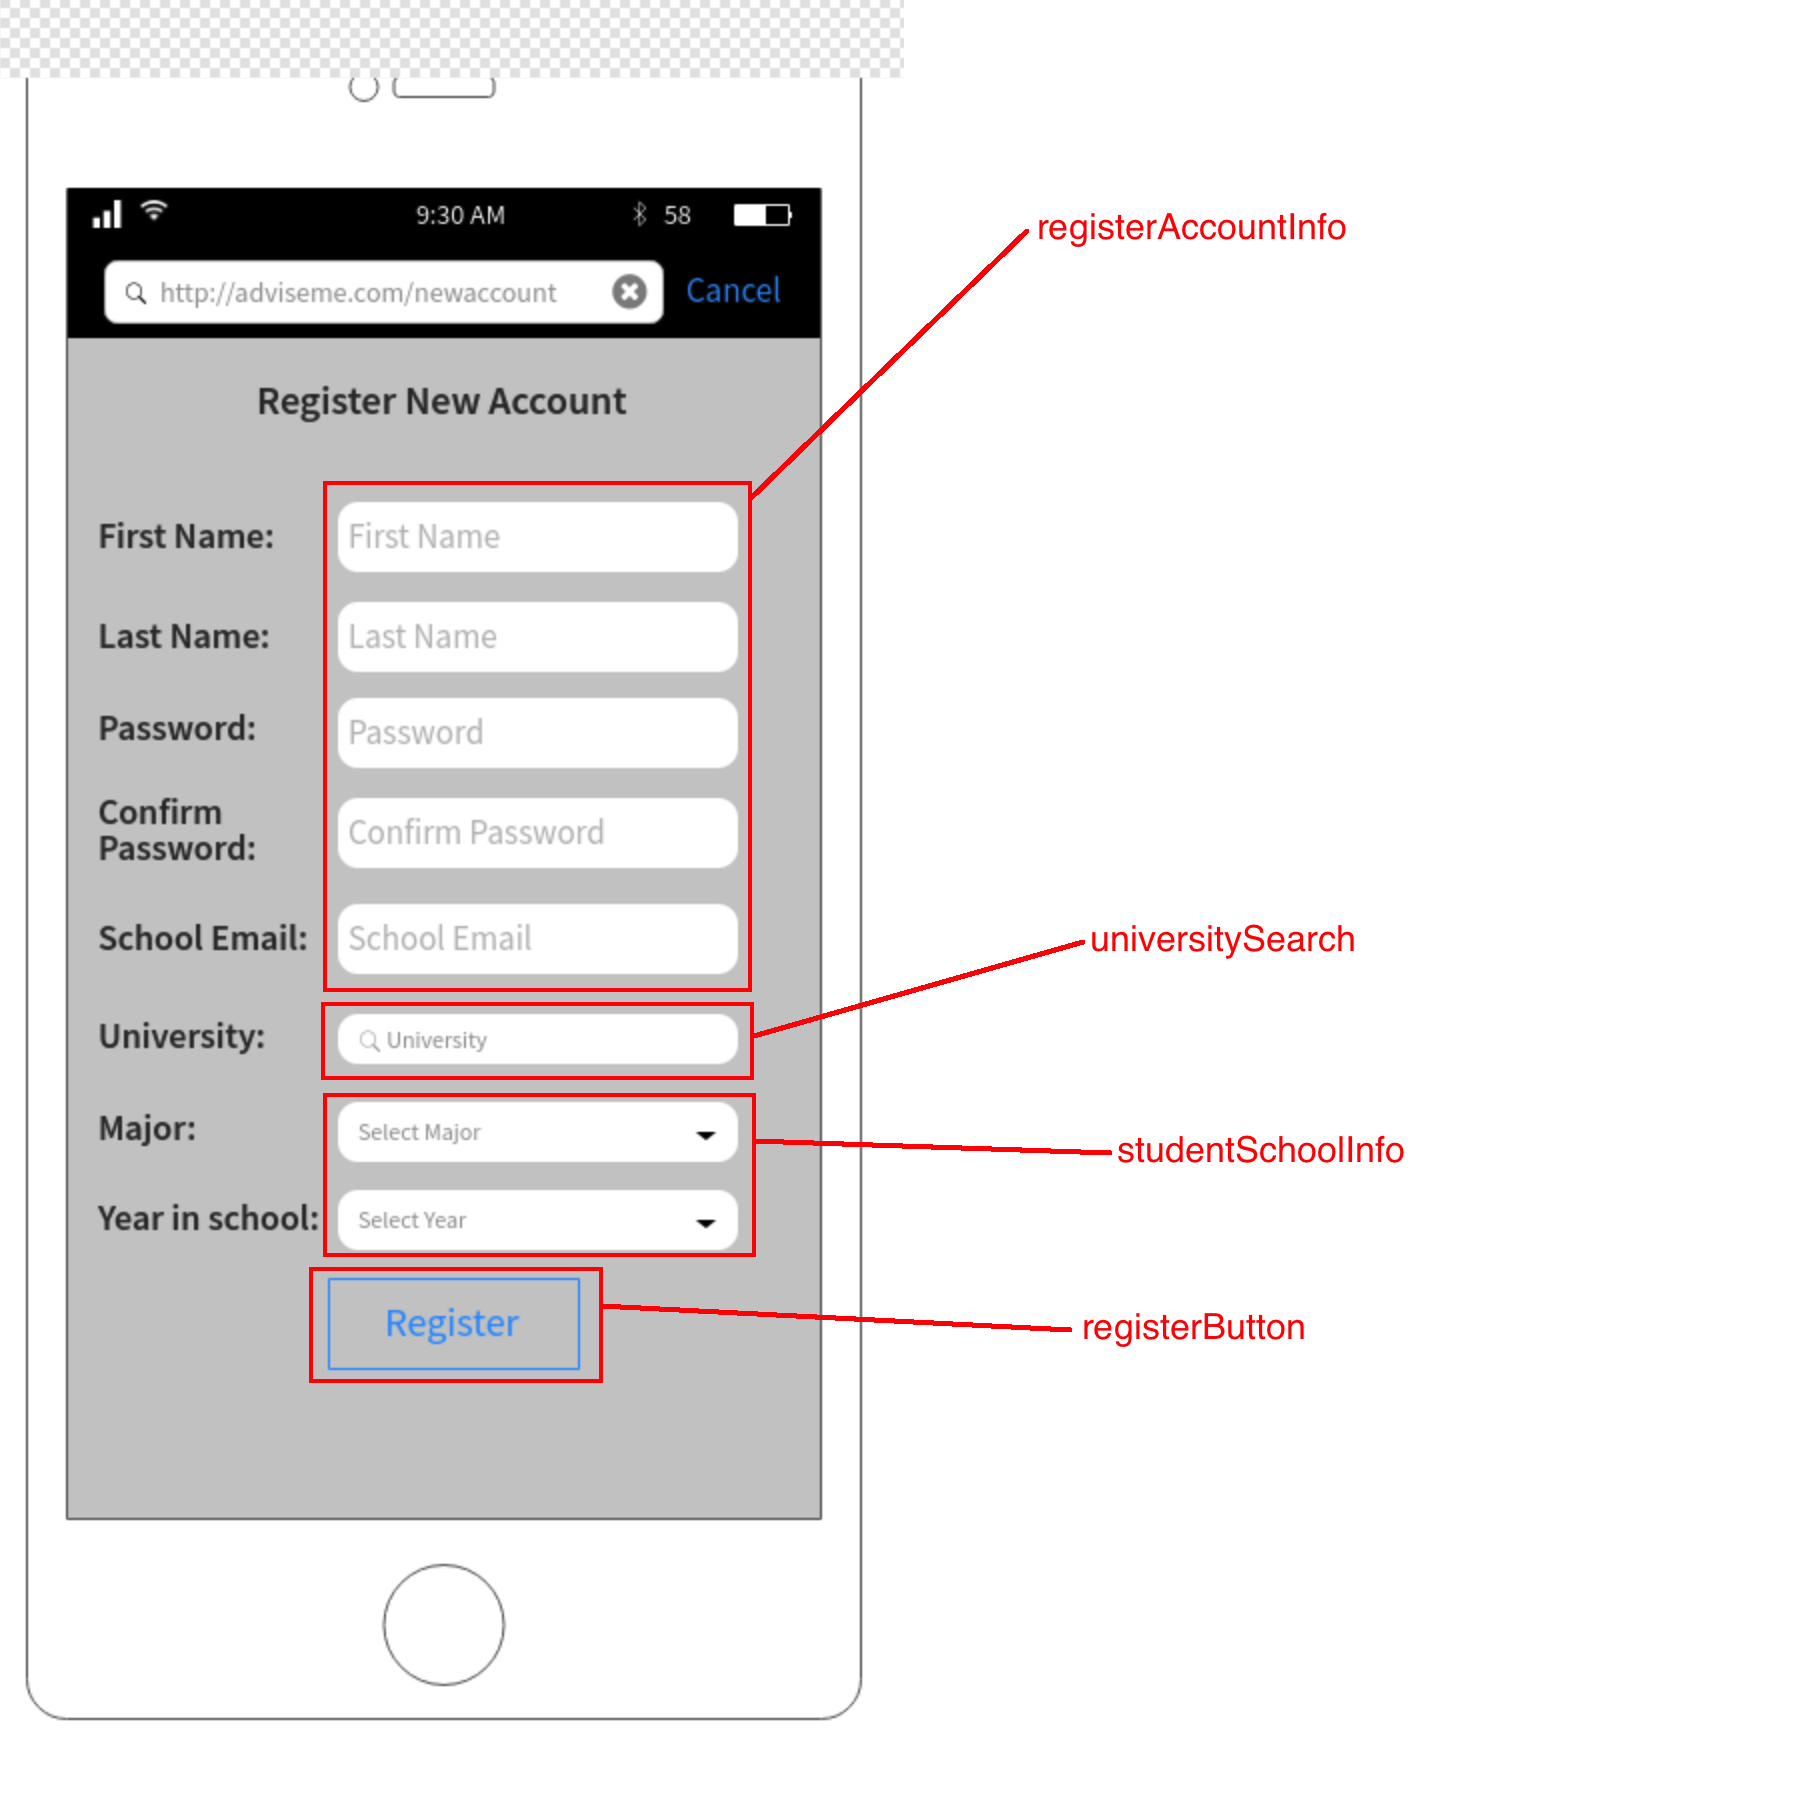 9:30 AM 58
http://adviseme.com/newaccount Cancel
registerAccountInfo
Register New Account
First Name: First Name
Last Name: Last Name
Password: Password
Confirm
Password: Confirm Password
School Email: School Email
universitySearch
University: University
Major: Select Major
studentSchoolInfo
Year in school: Select Year
Register
registerButton